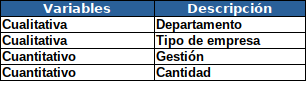 Variables Descripción
Cualitativa Departamento
Cualitativa Tipo de empresa
Cuantitativo Gestión
Cuantitativo Cantidad